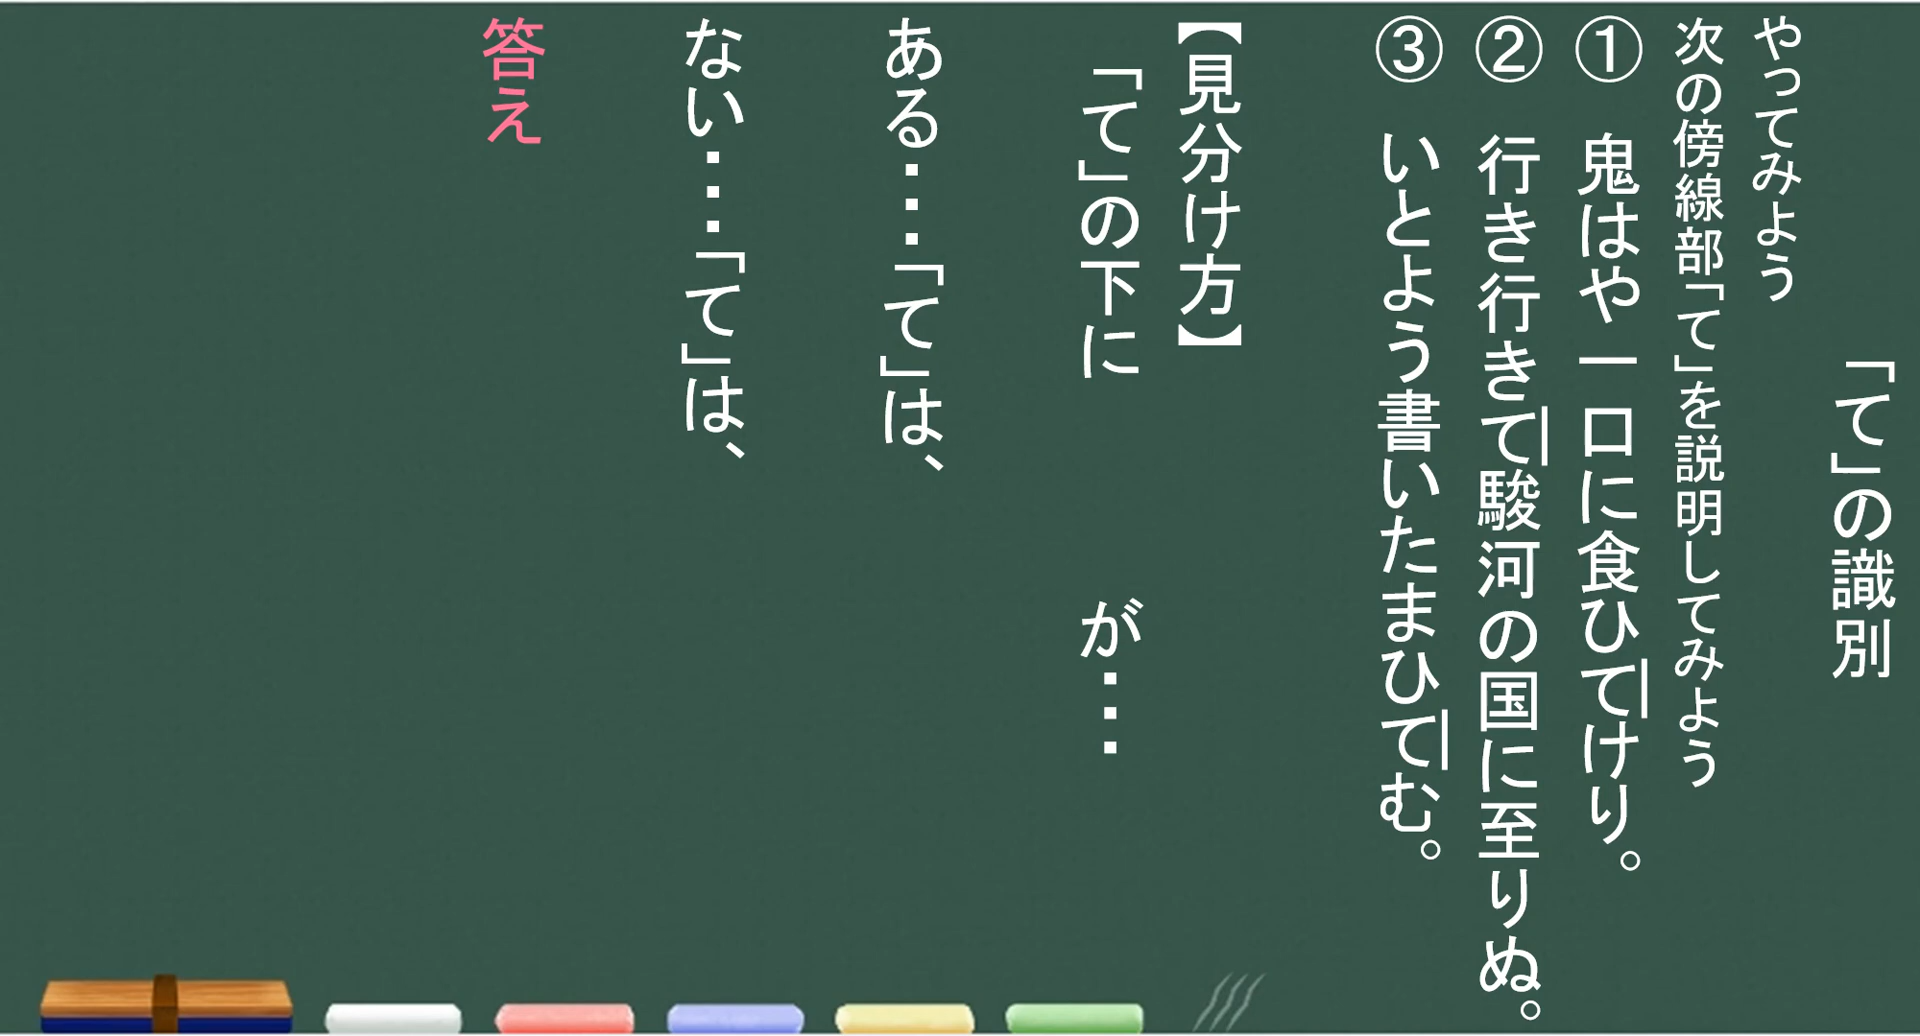 「て」の識別
やってみよう
次の傍線部「て」を説明してみよう
① 鬼はや一口に食ひてけり。
② 行き行きて駿河の国に至りぬ。
③ いとよう書いたまひてむ。
【見分け方】
「て」の下に が…
ある…「て」は、
ない…「て」は、
答え